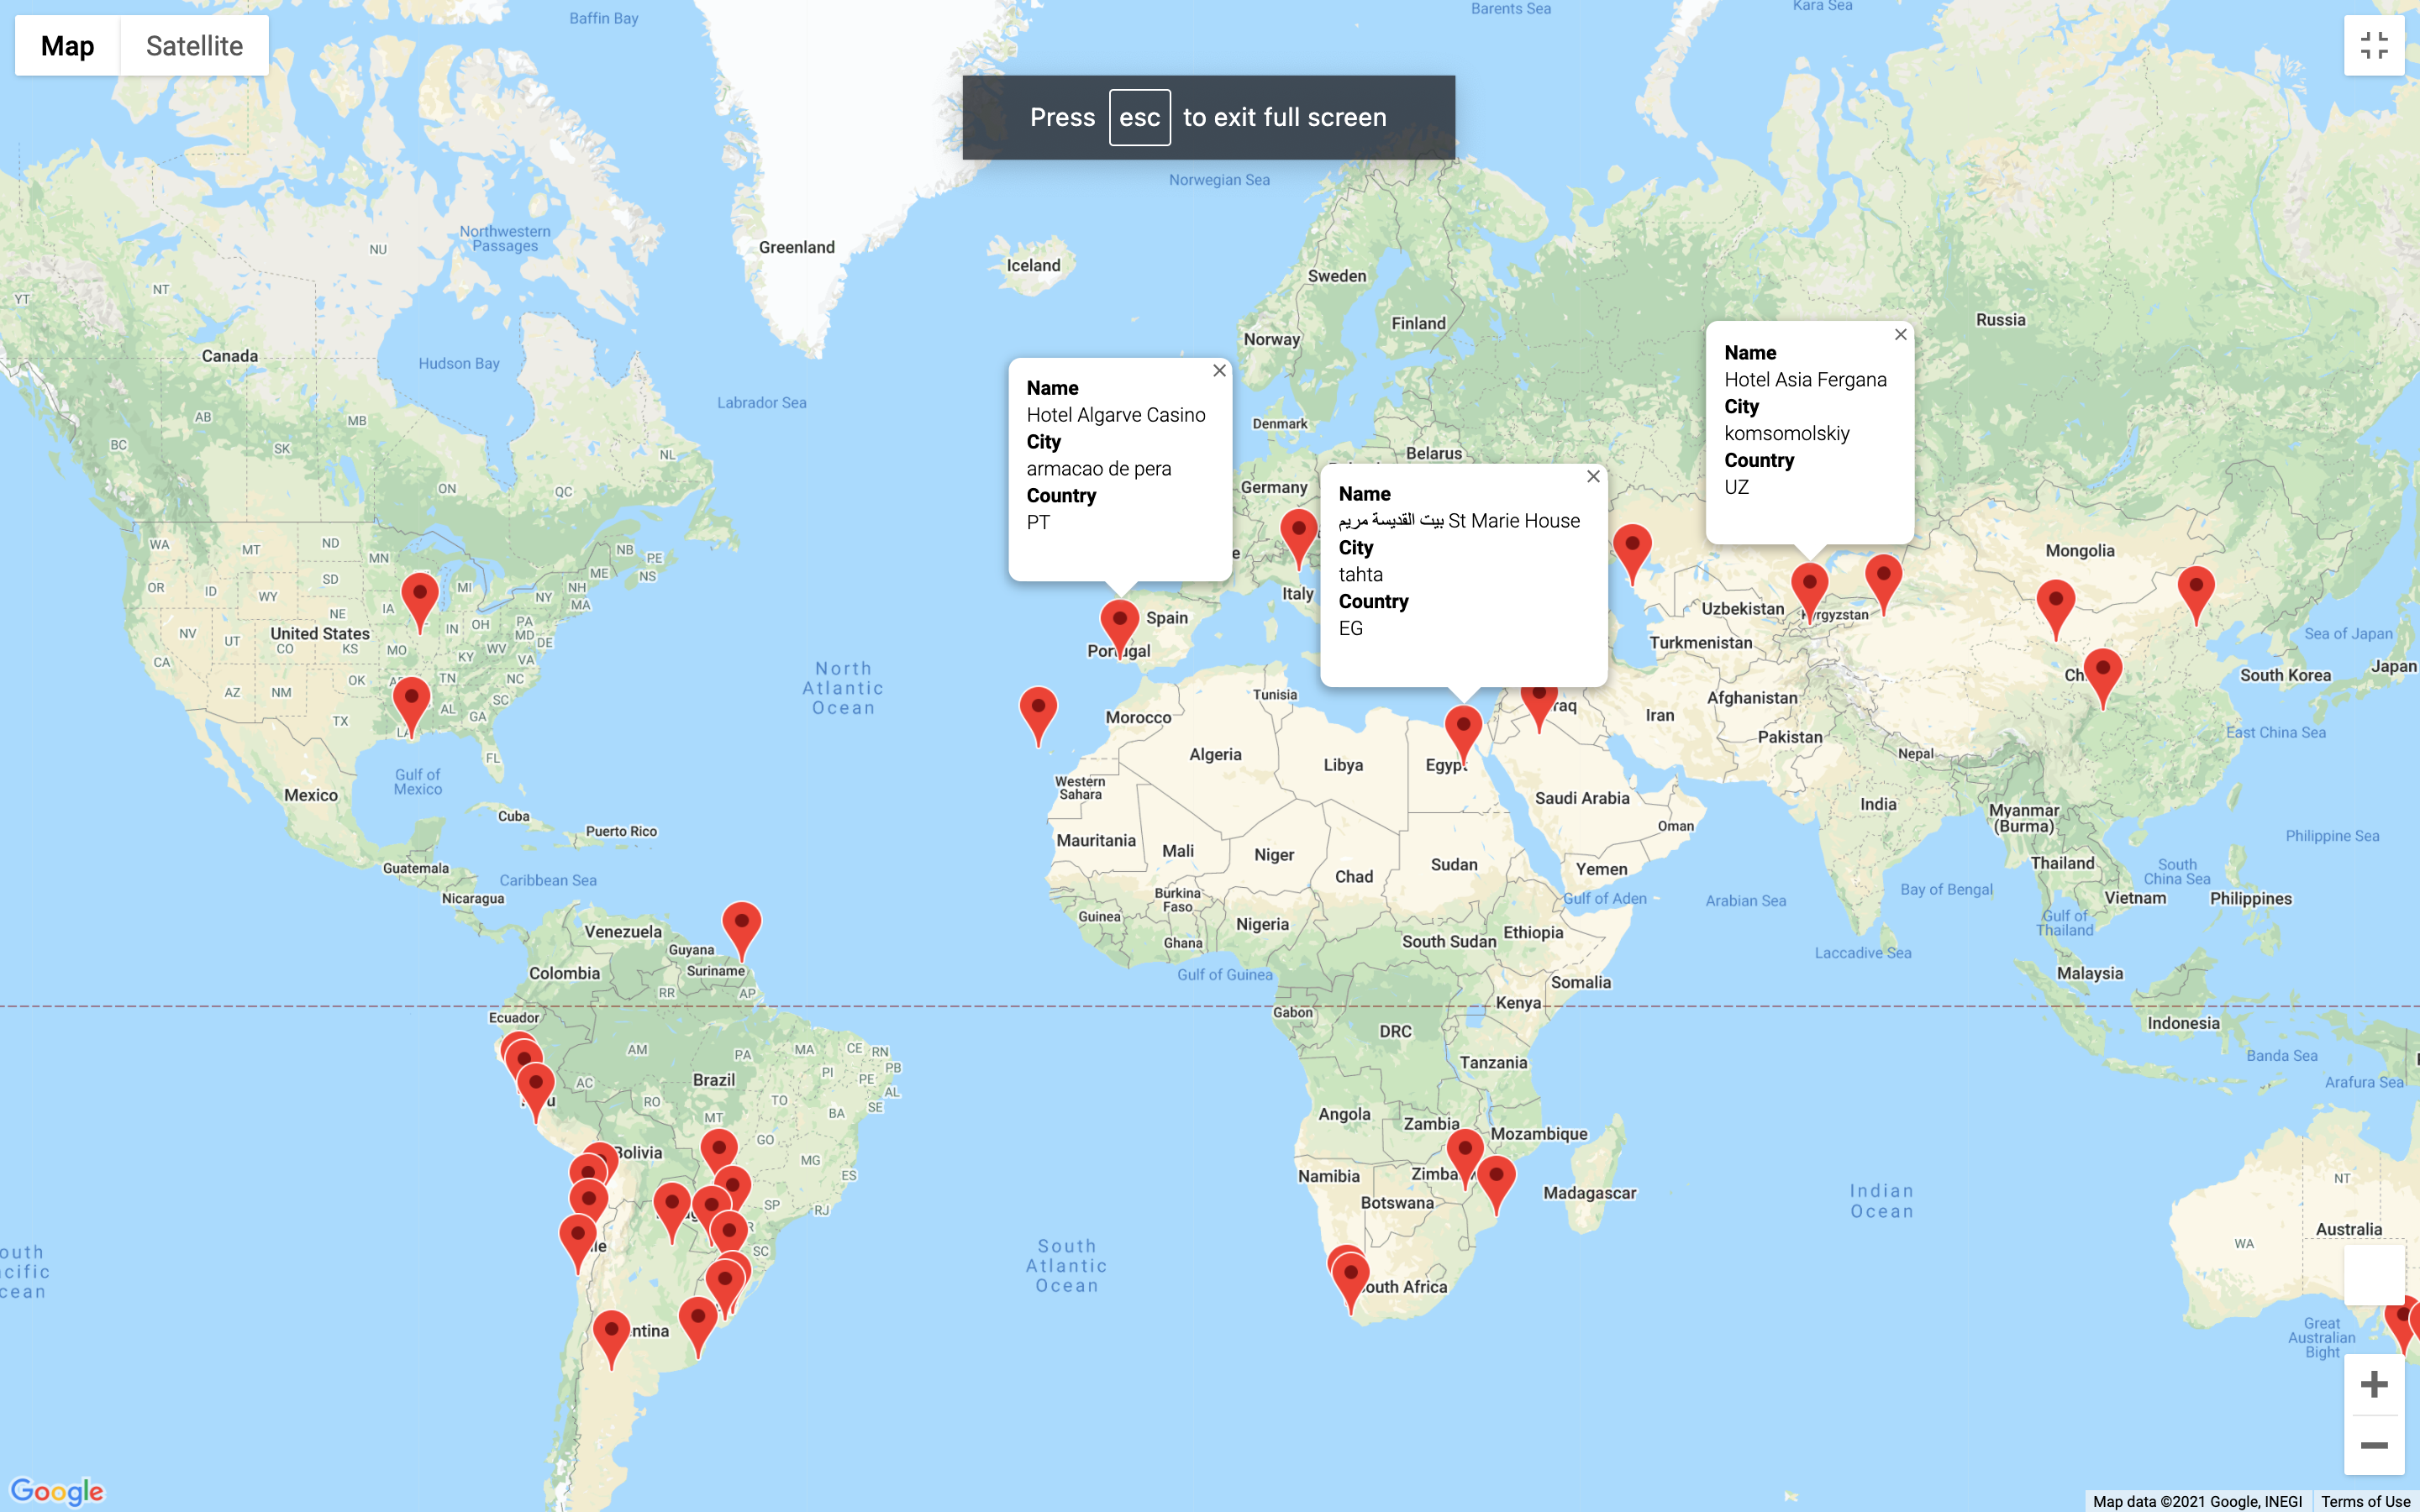 Map
Satellite
Press esc to exit full screen
Baffin Bay
Barents Sea
Kara Sea
Norwegian Sea
Northwestern
Passages
NU
NT
YT
Greenland
Iceland
Sweden
Finland
Norway
Russia
Canada
Hudson Bay
Labrador Sea
AB
BC
MB
SK
ON
QC
NL
Denmark
Belarus
Germany
Name
Hotel Algarve Casino
City
armacao de pera
Country
PT
Name
بيت القديسة مريم St Marie House
City
tahta
Country
EG
Name
Hotel Asia Fergana
City
komsomolskiy
Country
UZ
WA
MT
ND
MN
NB
PE
NS
OR
ID
WY
SD
MI
ME
NH
MA
NY
IA
NE
NV
UT
United States
CO
KS
MO
IN
OH
PA
MD
DE
WV
KY
VA
CA
AZ
NM
OK
TN
NC
SC
TX
AL
GA
LA
FL
Gulf of
Mexico
Mexico
Cuba
Puerto Rico
Guatemala
Caribbean Sea
Nicaragua
North
Atlantic
Ocean
Spain
Portugal
Italy
Morocco
Tunisia
Algeria
Libya
Egypt
Western
Sahara
Mauritania
Mali
Niger
Chad
Sudan
Burkina
Faso
Guinea
Nigeria
Ghana
Gulf of Guinea
South Sudan
Ethiopia
Somalia
Kenya
Gabon
DRC
Tanzania
Angola
Zambia
Mozambique
Namibia
Botswana
Madagascar
Saudi Arabia
Oman
Yemen
Gulf of Aden
Arabian Sea
Uzbekistan
Kyrgyzstan
Turkmenistan
Afghanistan
Iran
Pakistan
Nepal
India
Mongolia
South Korea
Japan
Sea of Japan
East China Sea
Myanmar
(Burma)
Thailand
Vietnam
Philippines
Philippine Sea
South
China Sea
Bay of Bengal
Gulf of
Thailand
Laccadive Sea
Malaysia
Indonesia
Banda Sea
Arafura Sea
Venezuela
Guyana
Suriname
Colombia
RR
AP
Ecuador
AM
PA
MA
CE
RN
PB
PI
PE
AL
SE
AC
Brazil
RO
TO
BA
MT
GO
Bolivia
MG
ES
SP
RJ
SC
South
Atlantic
Ocean
Indian
Ocean
NT
WA
Australia
Great
Australian
Bight
Google
Map data ©2021 Google, INEGI
Terms of Use